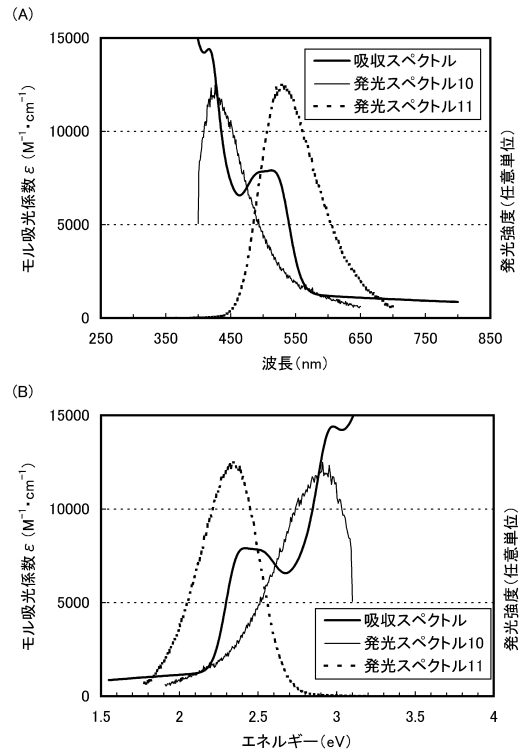 (A)
15000
10000
5000
0
モル吸光係数 ε (M⁻¹・cm⁻¹)
吸収スペクトル
発光スペクトル10
発光スペクトル11
発光強度(任意単位)
250 350 450 550 650 750 850
波長(nm)
(B)
15000
10000
5000
0
モル吸光係数 ε (M⁻¹・cm⁻¹)
吸収スペクトル
発光スペクトル10
発光スペクトル11
発光強度(任意単位)
1.5 2 2.5 3 3.5 4
エネルギー(eV)